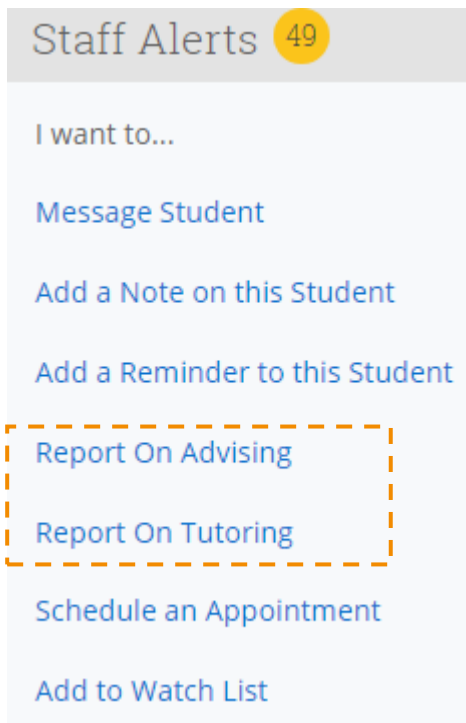 Staff Alerts 49
I want to...
Message Student
Add a Note on this Student
Add a Reminder to this Student
Report On Advising
Report On Tutoring
Schedule an Appointment
Add to Watch List